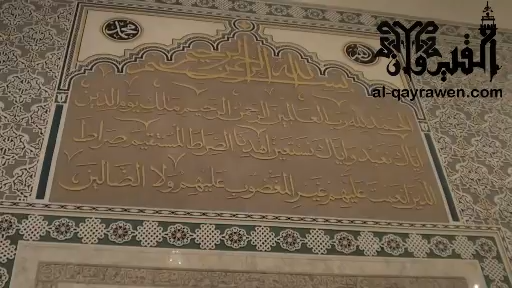 محمد
القيروان
al-qayrawen.com
بسم الله الرحمن الرحيم
الحمد لله رب العالمين الرحمن الرحيم مالك يوم الدين
إياك نعبد وإياك نستعين اهدنا الصراط المستقيم صراط
الذين أنعمت عليهم غير المغضوب عليهم ولا الضالين